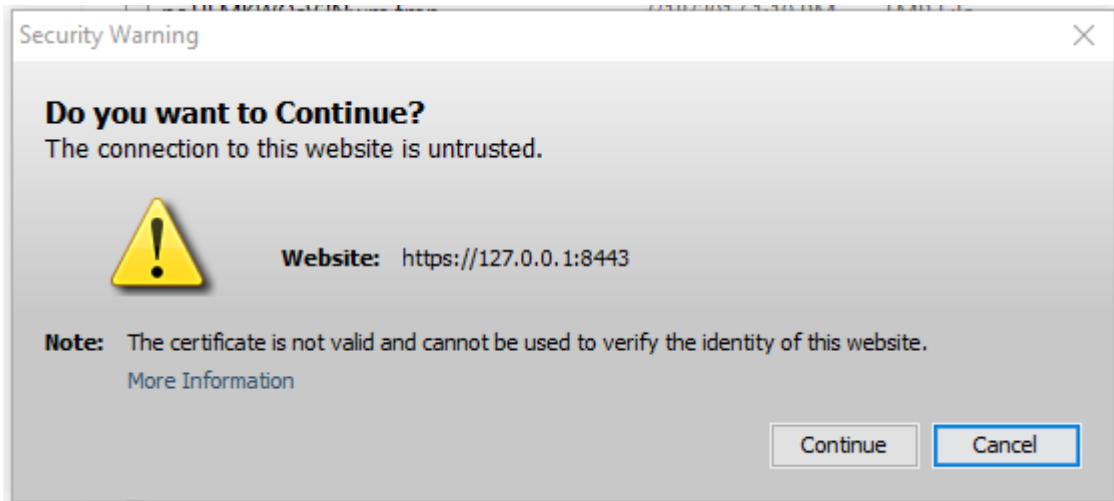 Security Warning
Do you want to Continue?
The connection to this website is untrusted.
Website: https://127.0.0.1:8443
Note: The certificate is not valid and cannot be used to verify the identity of this website.
More Information
Continue Cancel